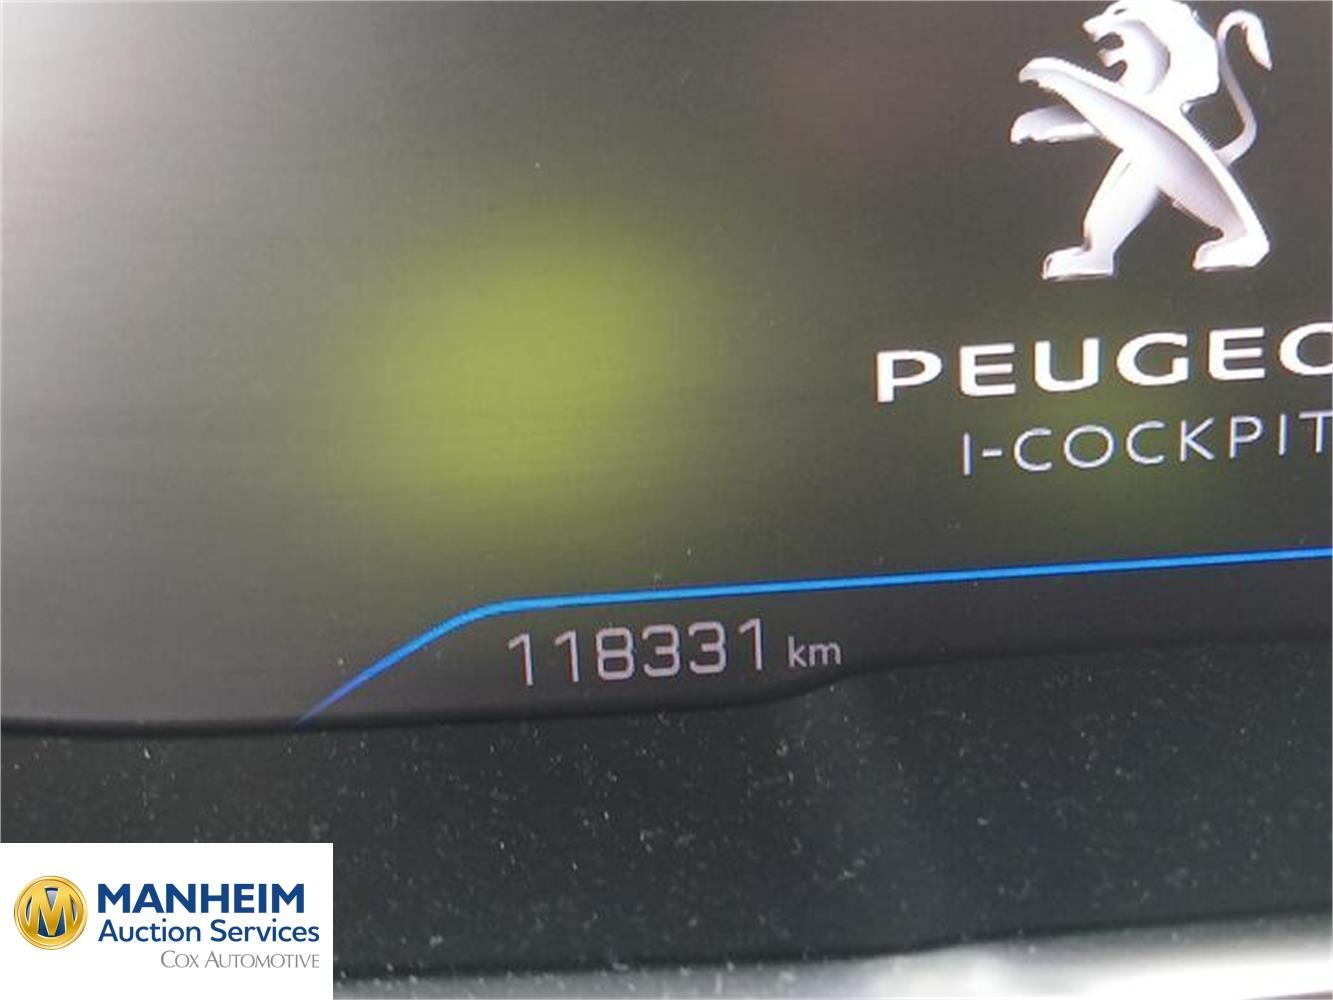 PEUGEO
I-COCKPIT
118331 km
MANHEIM
Auction Services
COX AUTOMOTIVE